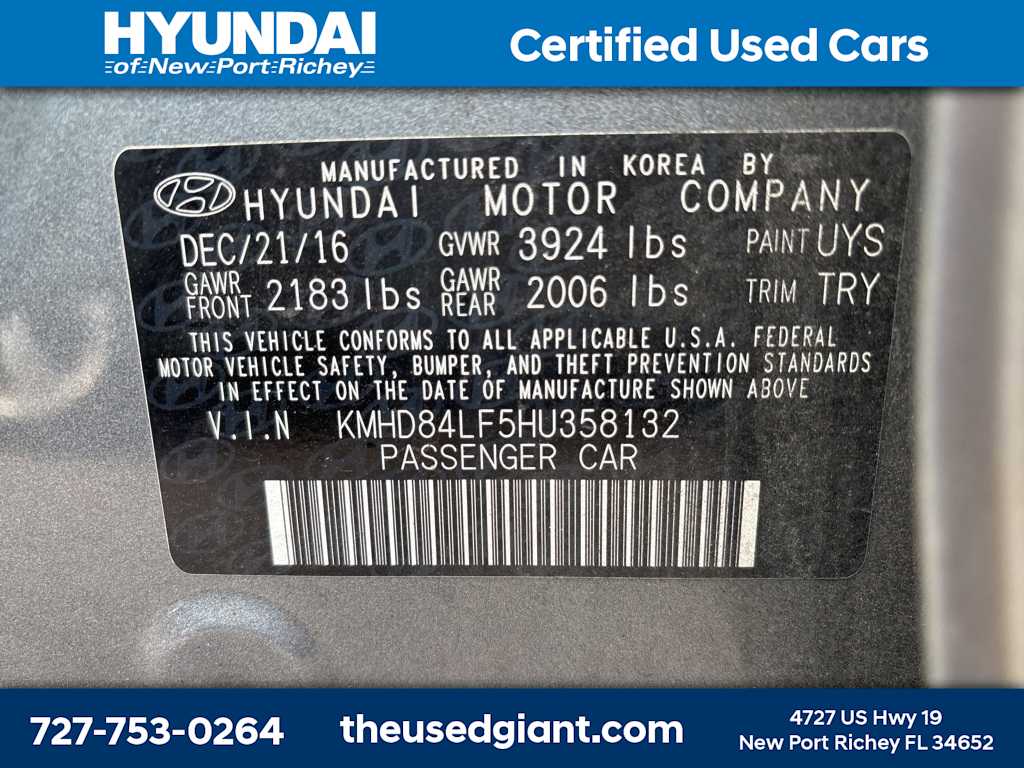 HYUNDAI
of New Port Richey
Certified Used Cars
MANUFACTURED IN KOREA BY
HYUNDAI MOTOR COMPANY
DEC/21/16 GVWR 3924 lbs PAINT UYS
GAWR FRONT 2183 lbs GAWR REAR 2006 lbs TRIM TRY
THIS VEHICLE CONFORMS TO ALL APPLICABLE U.S.A. FEDERAL
MOTOR VEHICLE SAFETY, BUMPER, AND THEFT PREVENTION STANDARDS
IN EFFECT ON THE DATE OF MANUFACTURE SHOWN ABOVE
V.I.N KMHD84LF5HU358132
PASSENGER CAR
727-753-0264
theusedgiant.com
4727 US Hwy 19
New Port Richey FL 34652